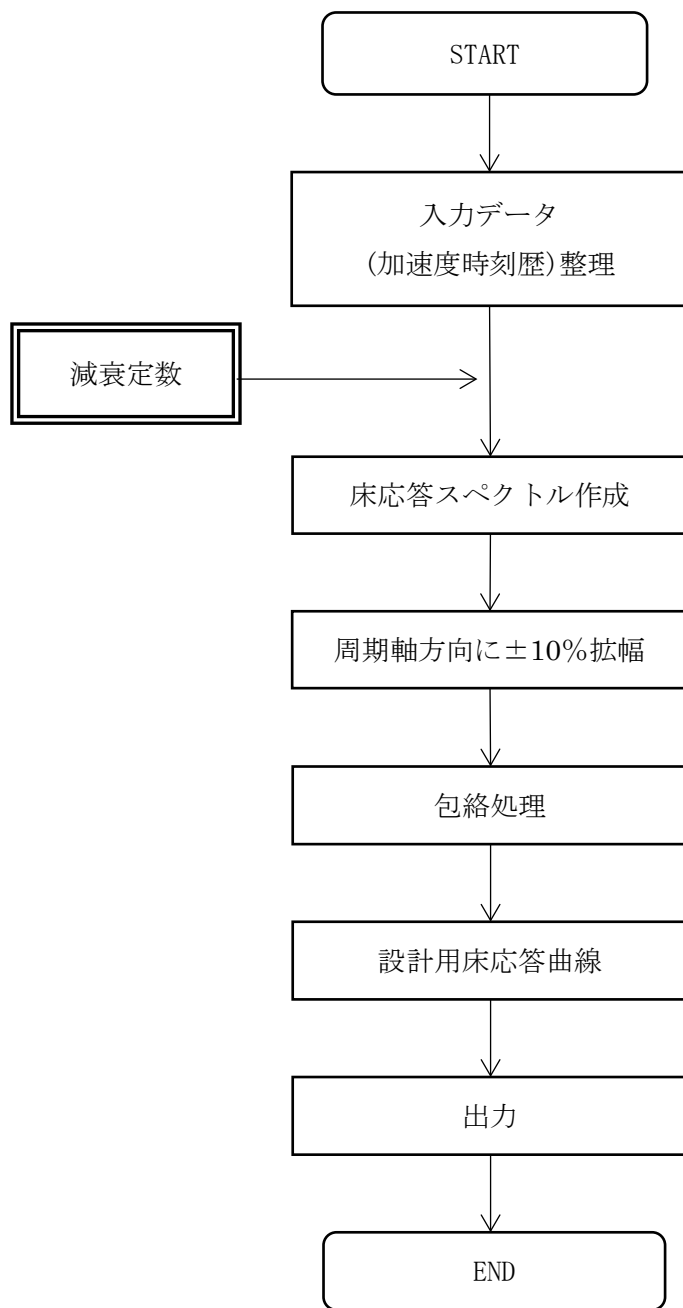 START
入力データ
(加速度時刻歴)整理
減衰定数
床応答スペクトル作成
周期軸方向に±10％拡幅
包絡処理
設計用床応答曲線
出力
END